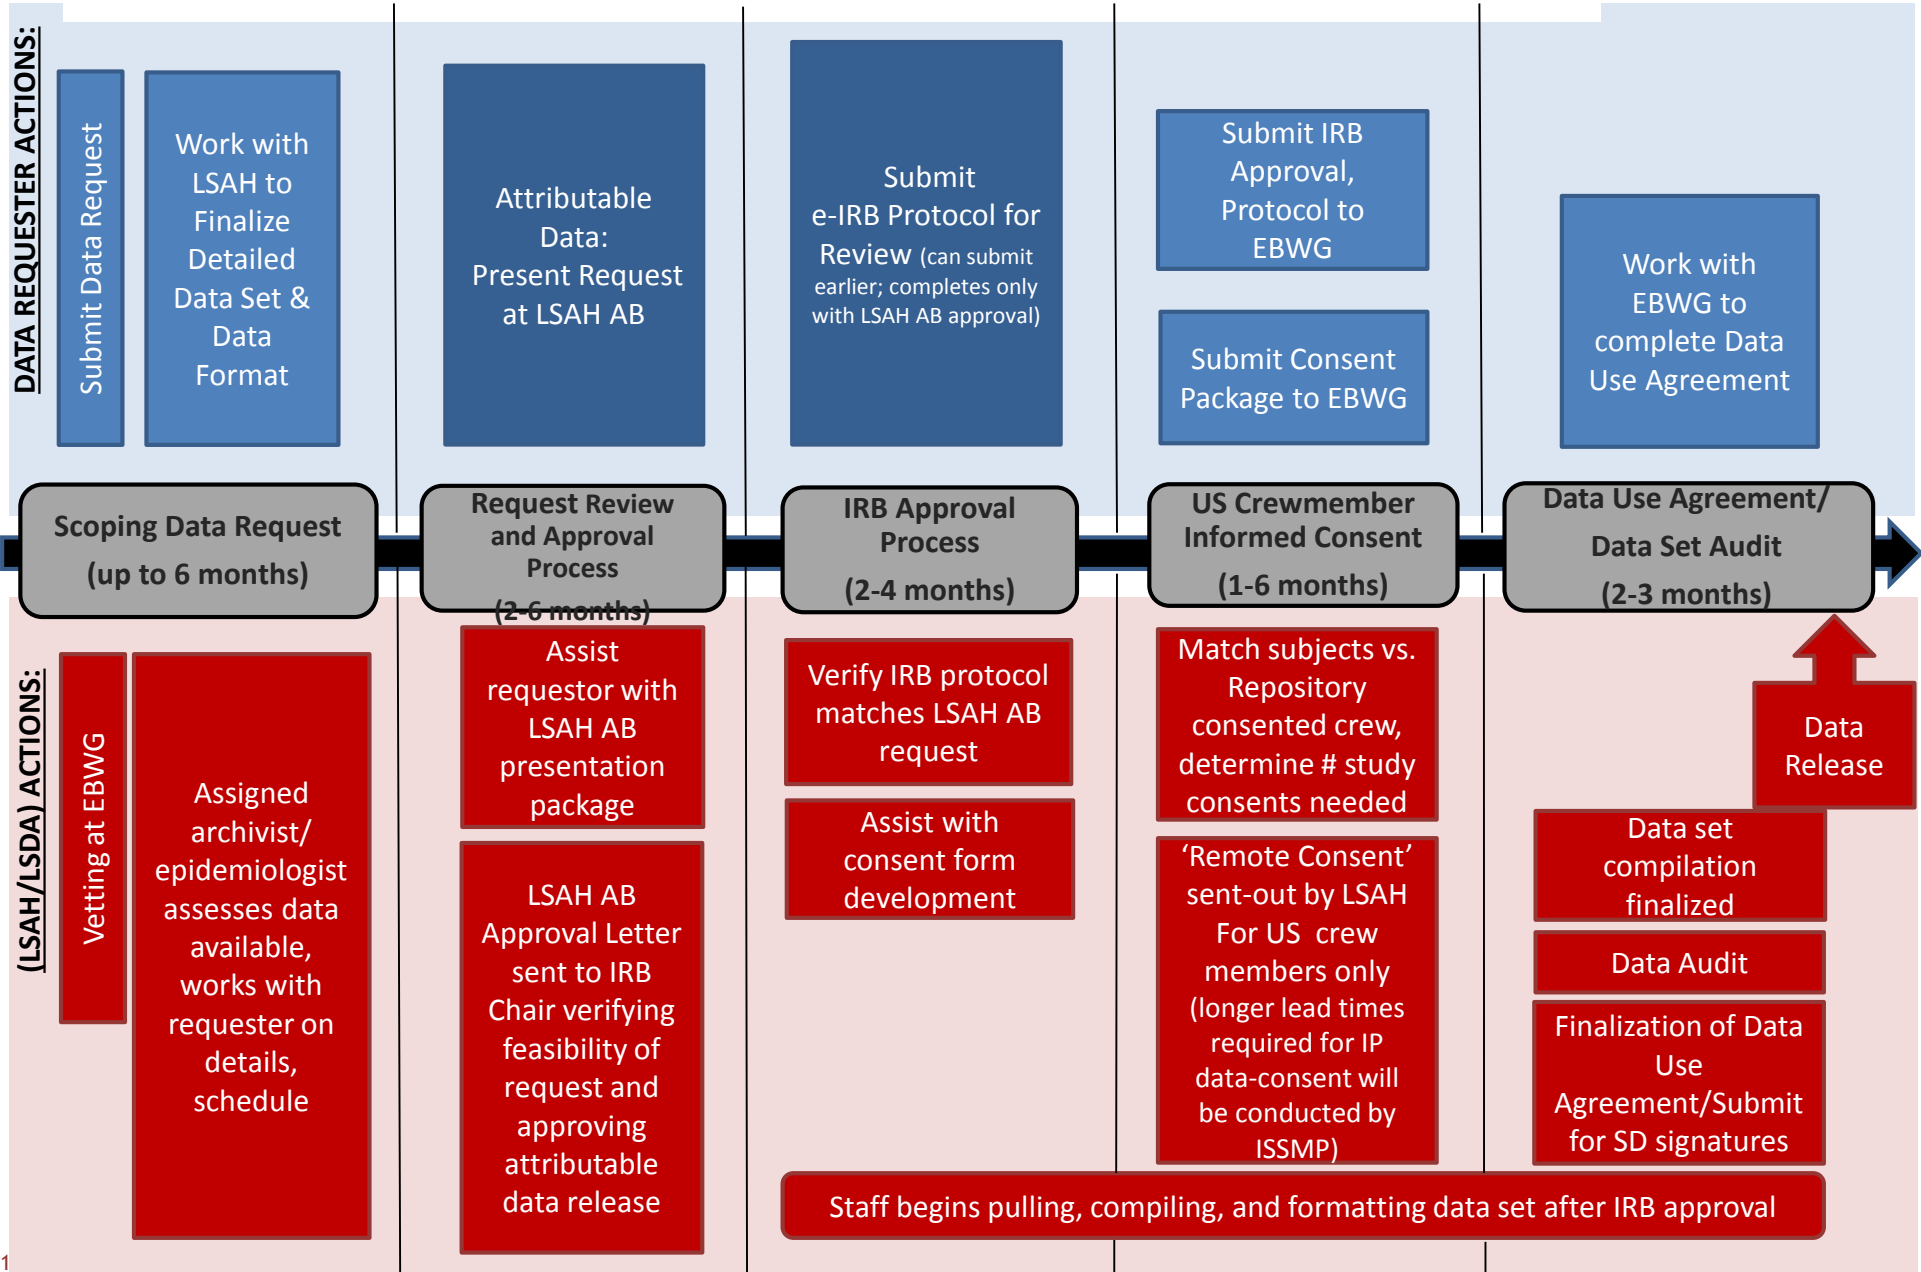 DATA REQUESTER ACTIONS:
Submit Data Request
Work with
LSAH to
Finalize
Detailed
Data Set &
Data
Format
Attributable
Data:
Present Request
at LSAH AB
Submit
e-IRB Protocol for
Review (can submit
earlier; completes only
with LSAH AB approval)
Submit IRB
Approval,
Protocol to
EBWG
Submit Consent
Package to EBWG
Work with
EBWG to
complete Data
Use Agreement
Scoping Data Request
(up to 6 months)
Request Review
and Approval
Process
(2-6 months)
IRB Approval
Process
(2-4 months)
US Crewmember
Informed Consent
(1-6 months)
Data Use Agreement/
Data Set Audit
(2-3 months)
(LSAH/LSDA) ACTIONS:
Vetting at EBWG
Assigned
archivist/
epidemiologist
assesses data
available,
works with
requester on
details,
schedule
Assist
requestor with
LSAH AB
presentation
package
LSAH AB
Approval Letter
sent to IRB
Chair verifying
feasibility of
request and
approving
attributable
data release
Verify IRB protocol
matches LSAH AB
request
Assist with
consent form
development
Match subjects vs.
Repository
consented crew,
determine # study
consents needed
‘Remote Consent’
sent-out by LSAH
For US crew
members only
(longer lead times
required for IP
data-consent will
be conducted by
ISSMP)
Data
Release
Data set
compilation
finalized
Data Audit
Finalization of Data
Use
Agreement/Submit
for SD signatures
Staff begins pulling, compiling, and formatting data set after IRB approval
1